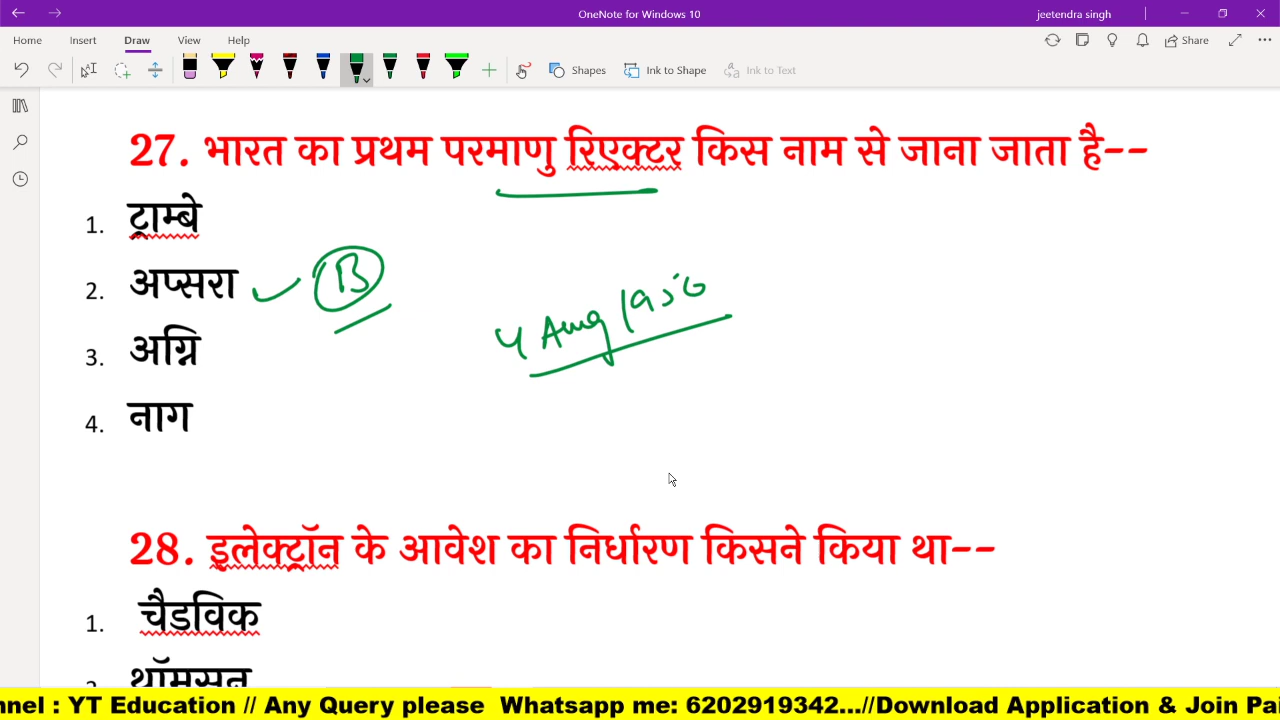 OneNote for Windows 10
jeetendra singh
Home Insert Draw View Help
Share
Shapes Ink to Shape Ink to Text
27. भारत का प्रथम परमाणु रिएक्टर किस नाम से जाना जाता है--
1. ट्राम्बे
2. अप्सरा B
4 Aug 1956
3. अग्नि
4. नाग
28. इलेक्ट्रॉन के आवेश का निर्धारण किसने किया था--
1. चैडविक
थॉमसन
nnel : YT Education // Any Query please Whatsapp me: 6202919342...//Download Application & Join Pai